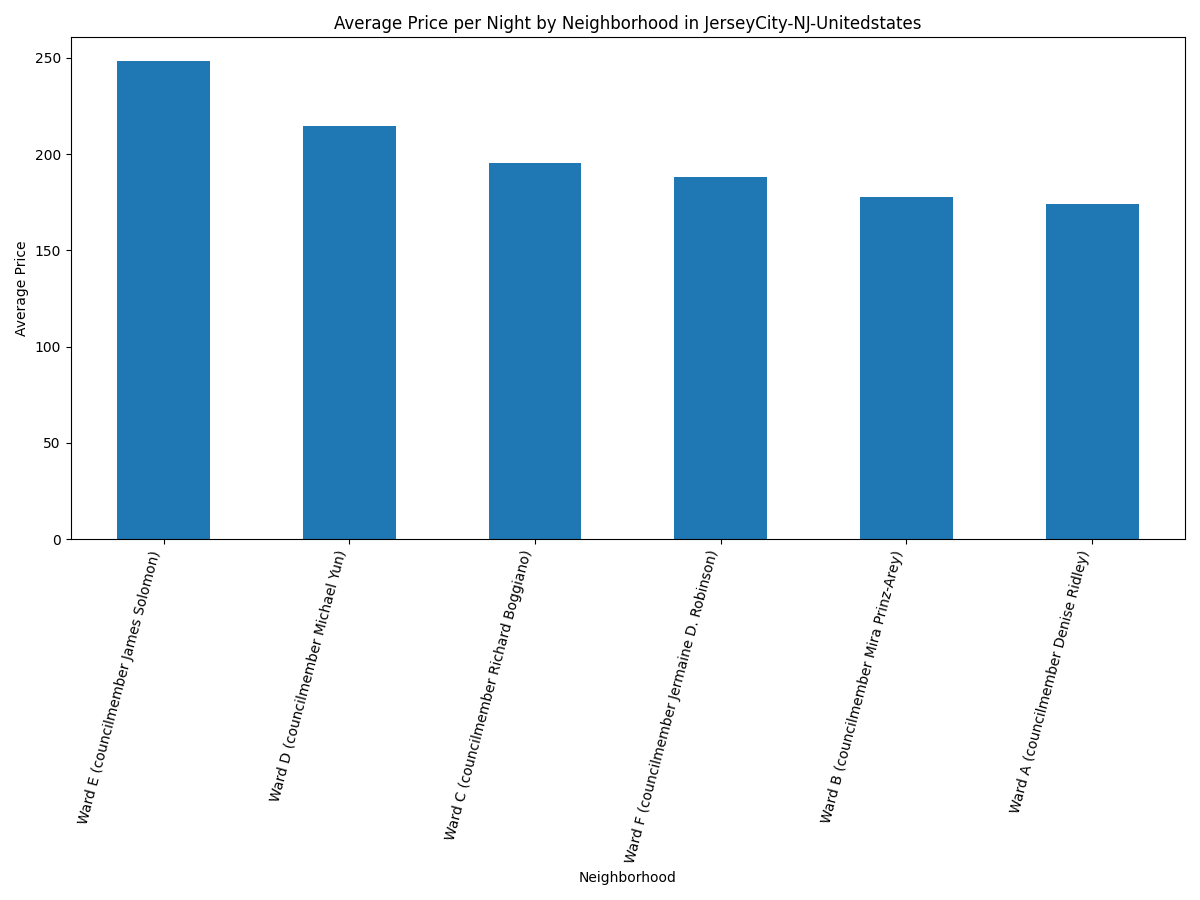 Average Price per Night by Neighborhood in JerseyCity-NJ-Unitedstates
Average Price
250
200
150
100
50
0
Ward E (councilmember James Solomon)
Ward D (councilmember Michael Yun)
Ward C (councilmember Richard Boggiano)
Ward F (councilmember Jermaine D. Robinson)
Ward B (councilmember Mira Prinz-Arey)
Ward A (councilmember Denise Ridley)
Neighborhood